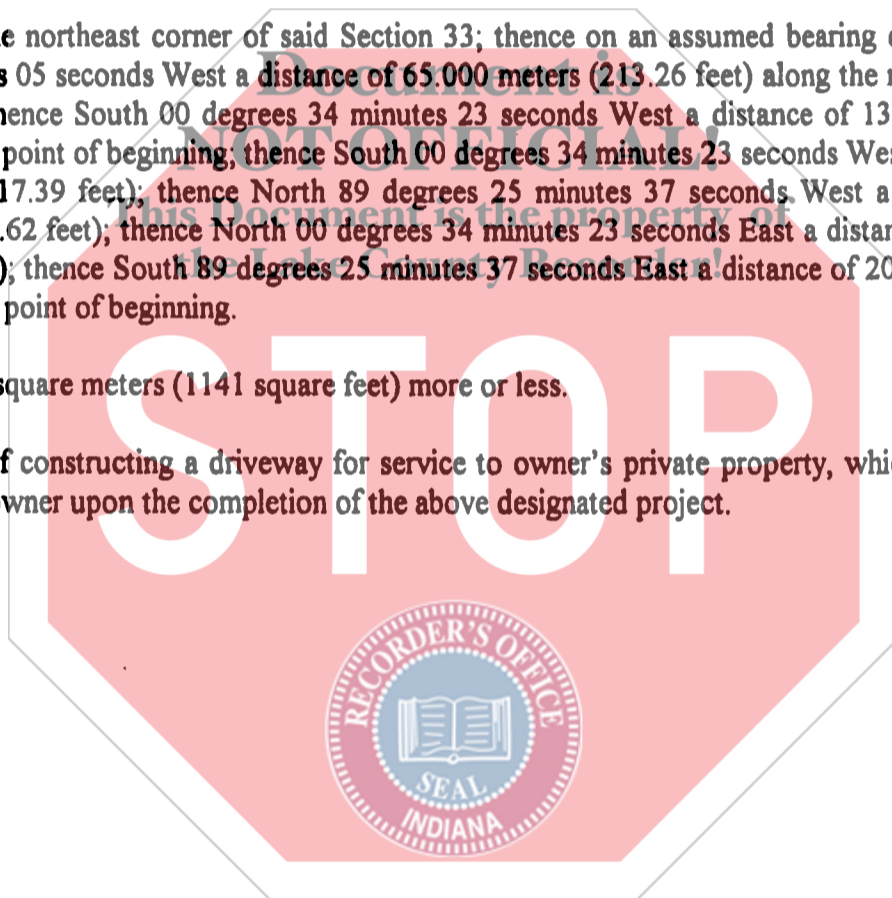 e northeast corner of said Section 33; thence on an assumed bearing
s 05 seconds West a distance of 65.000 meters (213.26 feet) along the
hence South 00 degrees 34 minutes 23 seconds West a distance of 13
point of beginning; thence South 00 degrees 34 minutes 23 seconds Wes
17.39 feet); thence North 89 degrees 25 minutes 37 seconds West a
.62 feet); thence North 00 degrees 34 minutes 23 seconds East a distan
); thence South 89 degrees 25 minutes 37 seconds East a distance of 20
point of beginning.
square meters (1141 square feet) more or less.
f constructing a driveway for service to owner's private property, whi
wner upon the completion of the above designated project.
Document is
NOT OFFICIAL!
This Document is the property of
the Lake County Recorder!
STOP
RECORDER'S OFFICE
SEAL
INDIANA